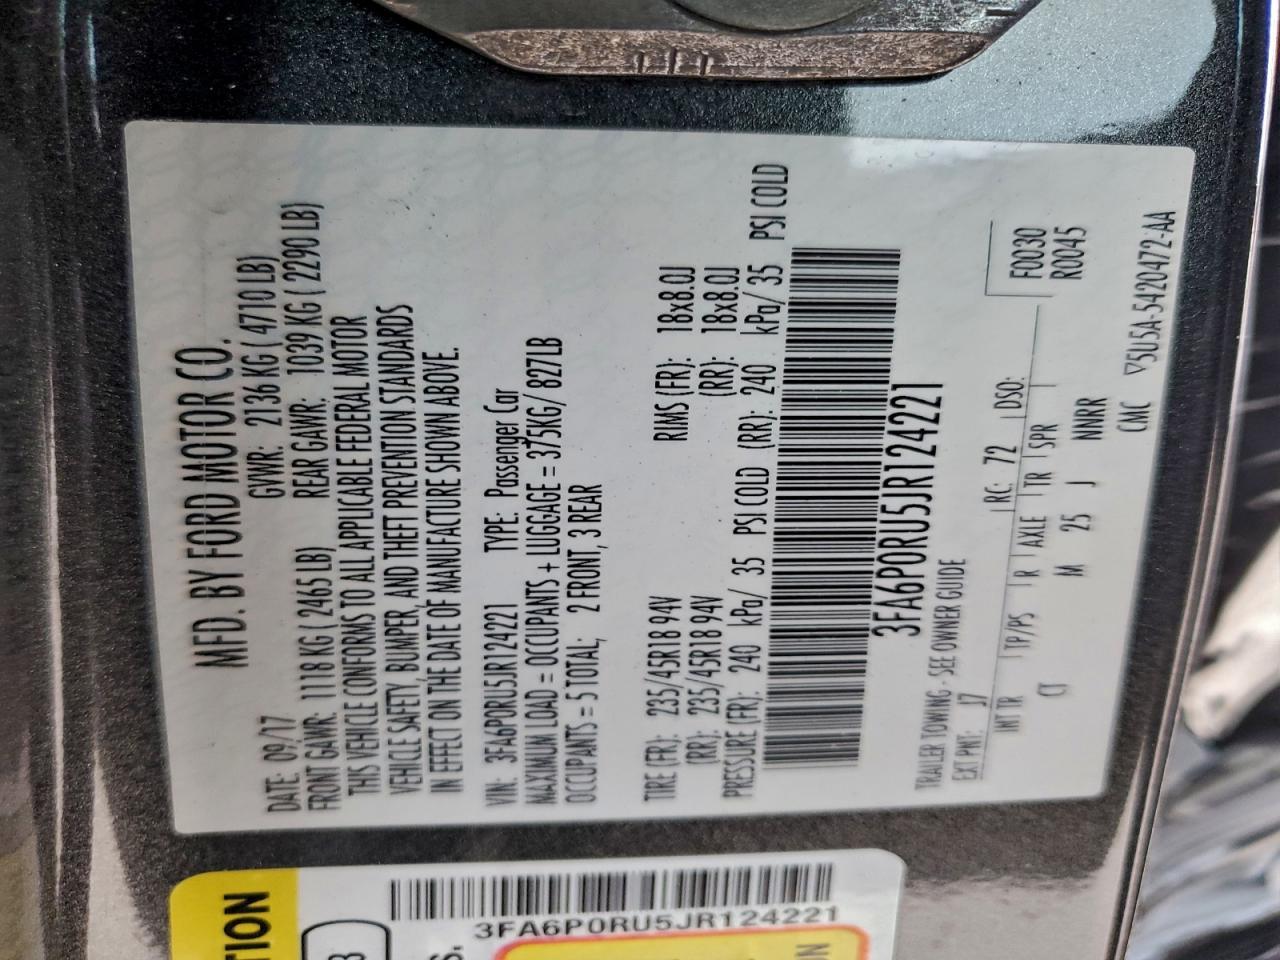 MFD. BY FORD MOTOR CO.
DATE: 09/17 GVWR: 2136 KG ( 4710 LB)
FRONT GAWR: 1118 KG ( 2465 LB) REAR GAWR: 1039 KG ( 2290 LB)
THIS VEHICLE CONFORMS TO ALL APPLICABLE FEDERAL MOTOR
VEHICLE SAFETY, BUMPER, AND THEFT PREVENTION STANDARDS
IN EFFECT ON THE DATE OF MANUFACTURE SHOWN ABOVE.
VIN: 3FA6P0RU5JR124221 TYPE: Passenger Car
MAXIMUM LOAD = OCCUPANTS + LUGGAGE = 375KG/ 827LB
OCCUPANTS = 5 TOTAL; 2 FRONT, 3 REAR
TIRE (FR): 235/45R18 94V RIMS (FR): 18x8.0J
(RR): 235/45R18 94V (RR): 18x8.0J
PRESSURE (FR): 240 kPa/ 35 PSI COLD (RR): 240 kPa/ 35 PSI COLD
3FA6P0RU5JR124221
TRAILER TOWING - SEE OWNER GUIDE
EXT PNT: J7 RC: 72 DSO: F0030
INT TR TP/PS R AXLE TR SPR R0045
CT M 25 J NNRR
CMC V5U5A-5420472-AA
TION
3FA6P0RU5JR124221
S.
ON